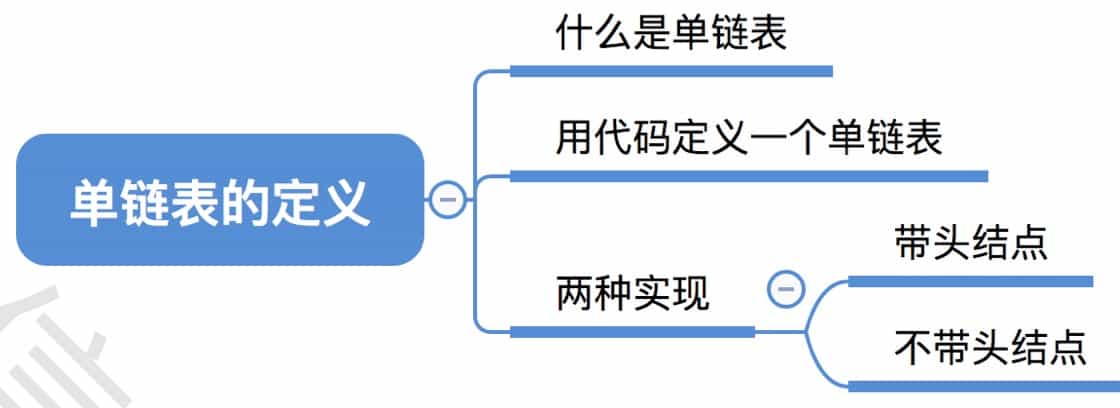 什么是单链表
用代码定义一个单链表
单链表的定义
带头结点
两种实现
不带头结点